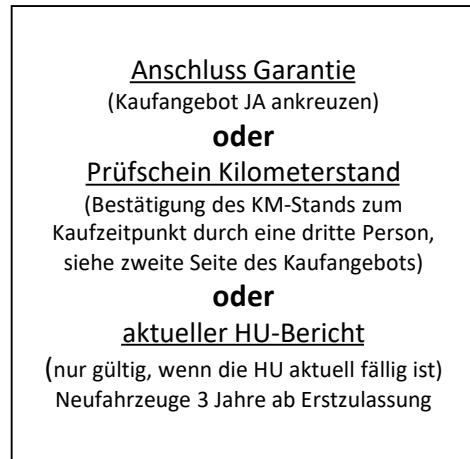 Anschluss Garantie
(Kaufangebot JA ankreuzen)
oder
Prüfschein Kilometerstand
(Bestätigung des KM-Stands zum
Kaufzeitpunkt durch eine dritte Person,
siehe zweite Seite des Kaufangebots)
oder
aktueller HU-Bericht
(nur gültig, wenn die HU aktuell fällig ist)
Neufahrzeuge 3 Jahre ab Erstzulassung